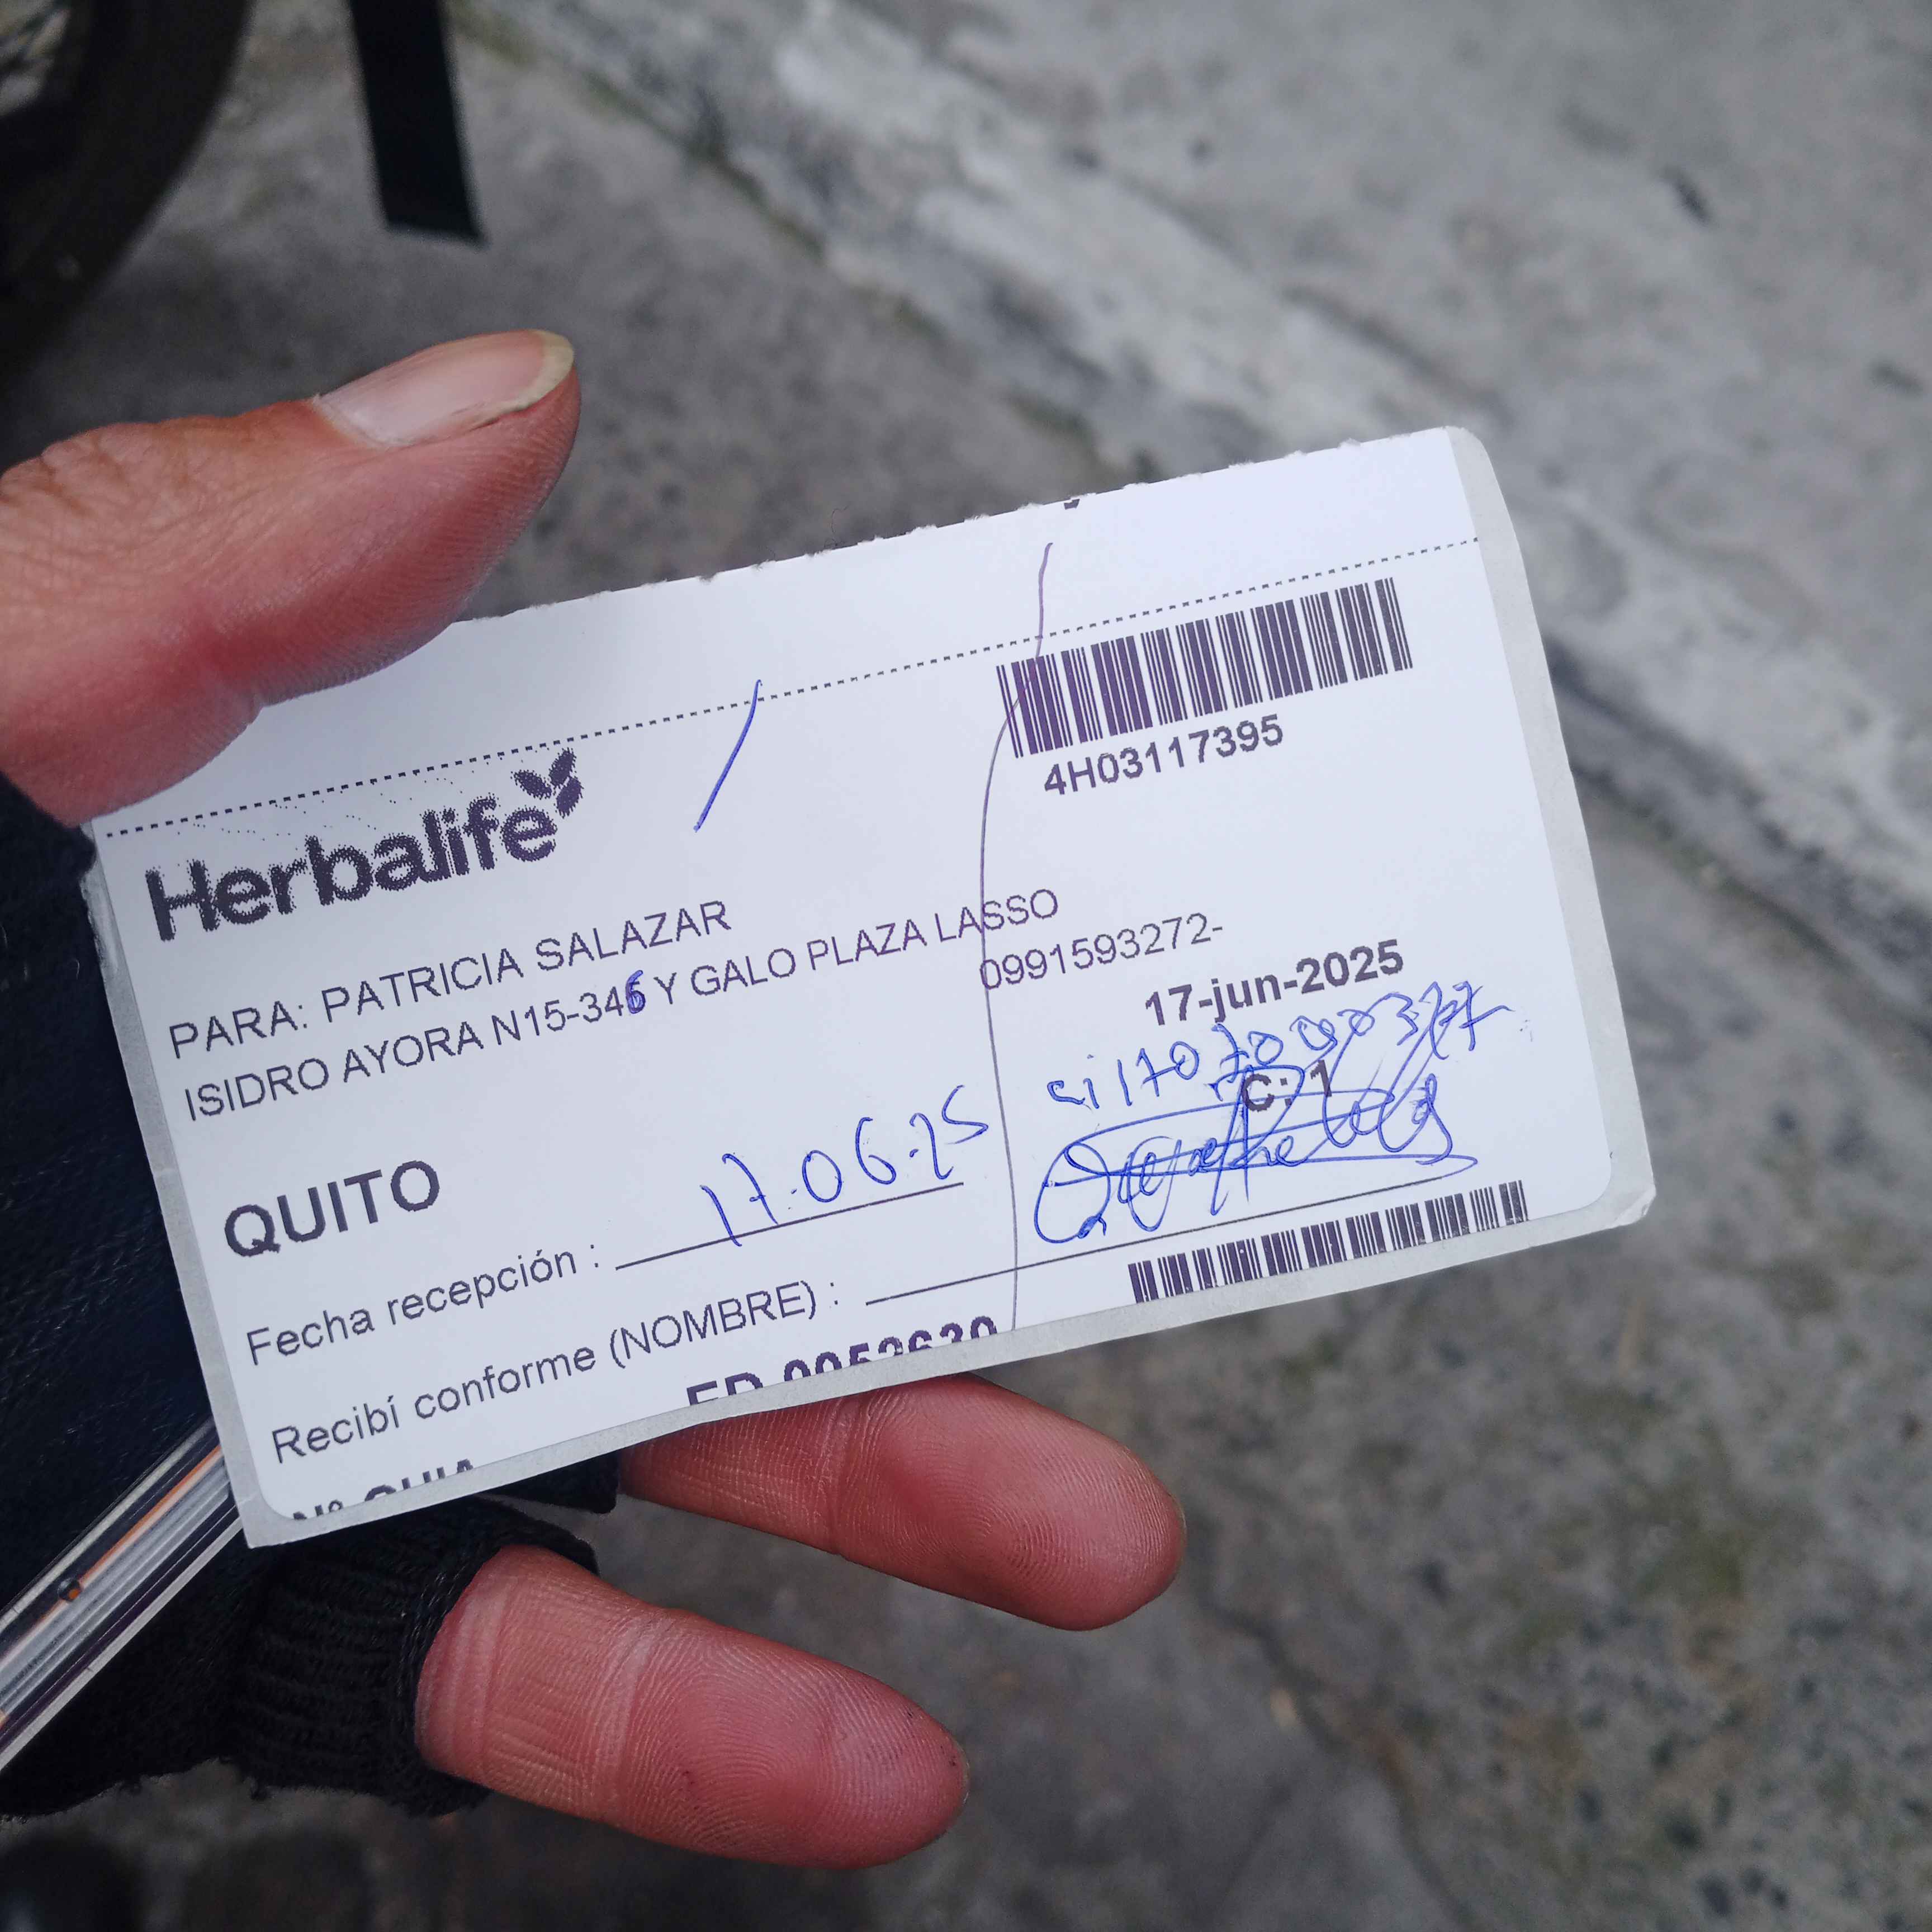 4H03117395
Herbalife
PARA: PATRICIA SALAZAR
ISIDRO AYORA N15-346 Y GALO PLAZA LASSO
0991593272-
17-jun-2025
C: 1
QUITO
Fecha recepción : 17.06.25
Recibí conforme (NOMBRE) :